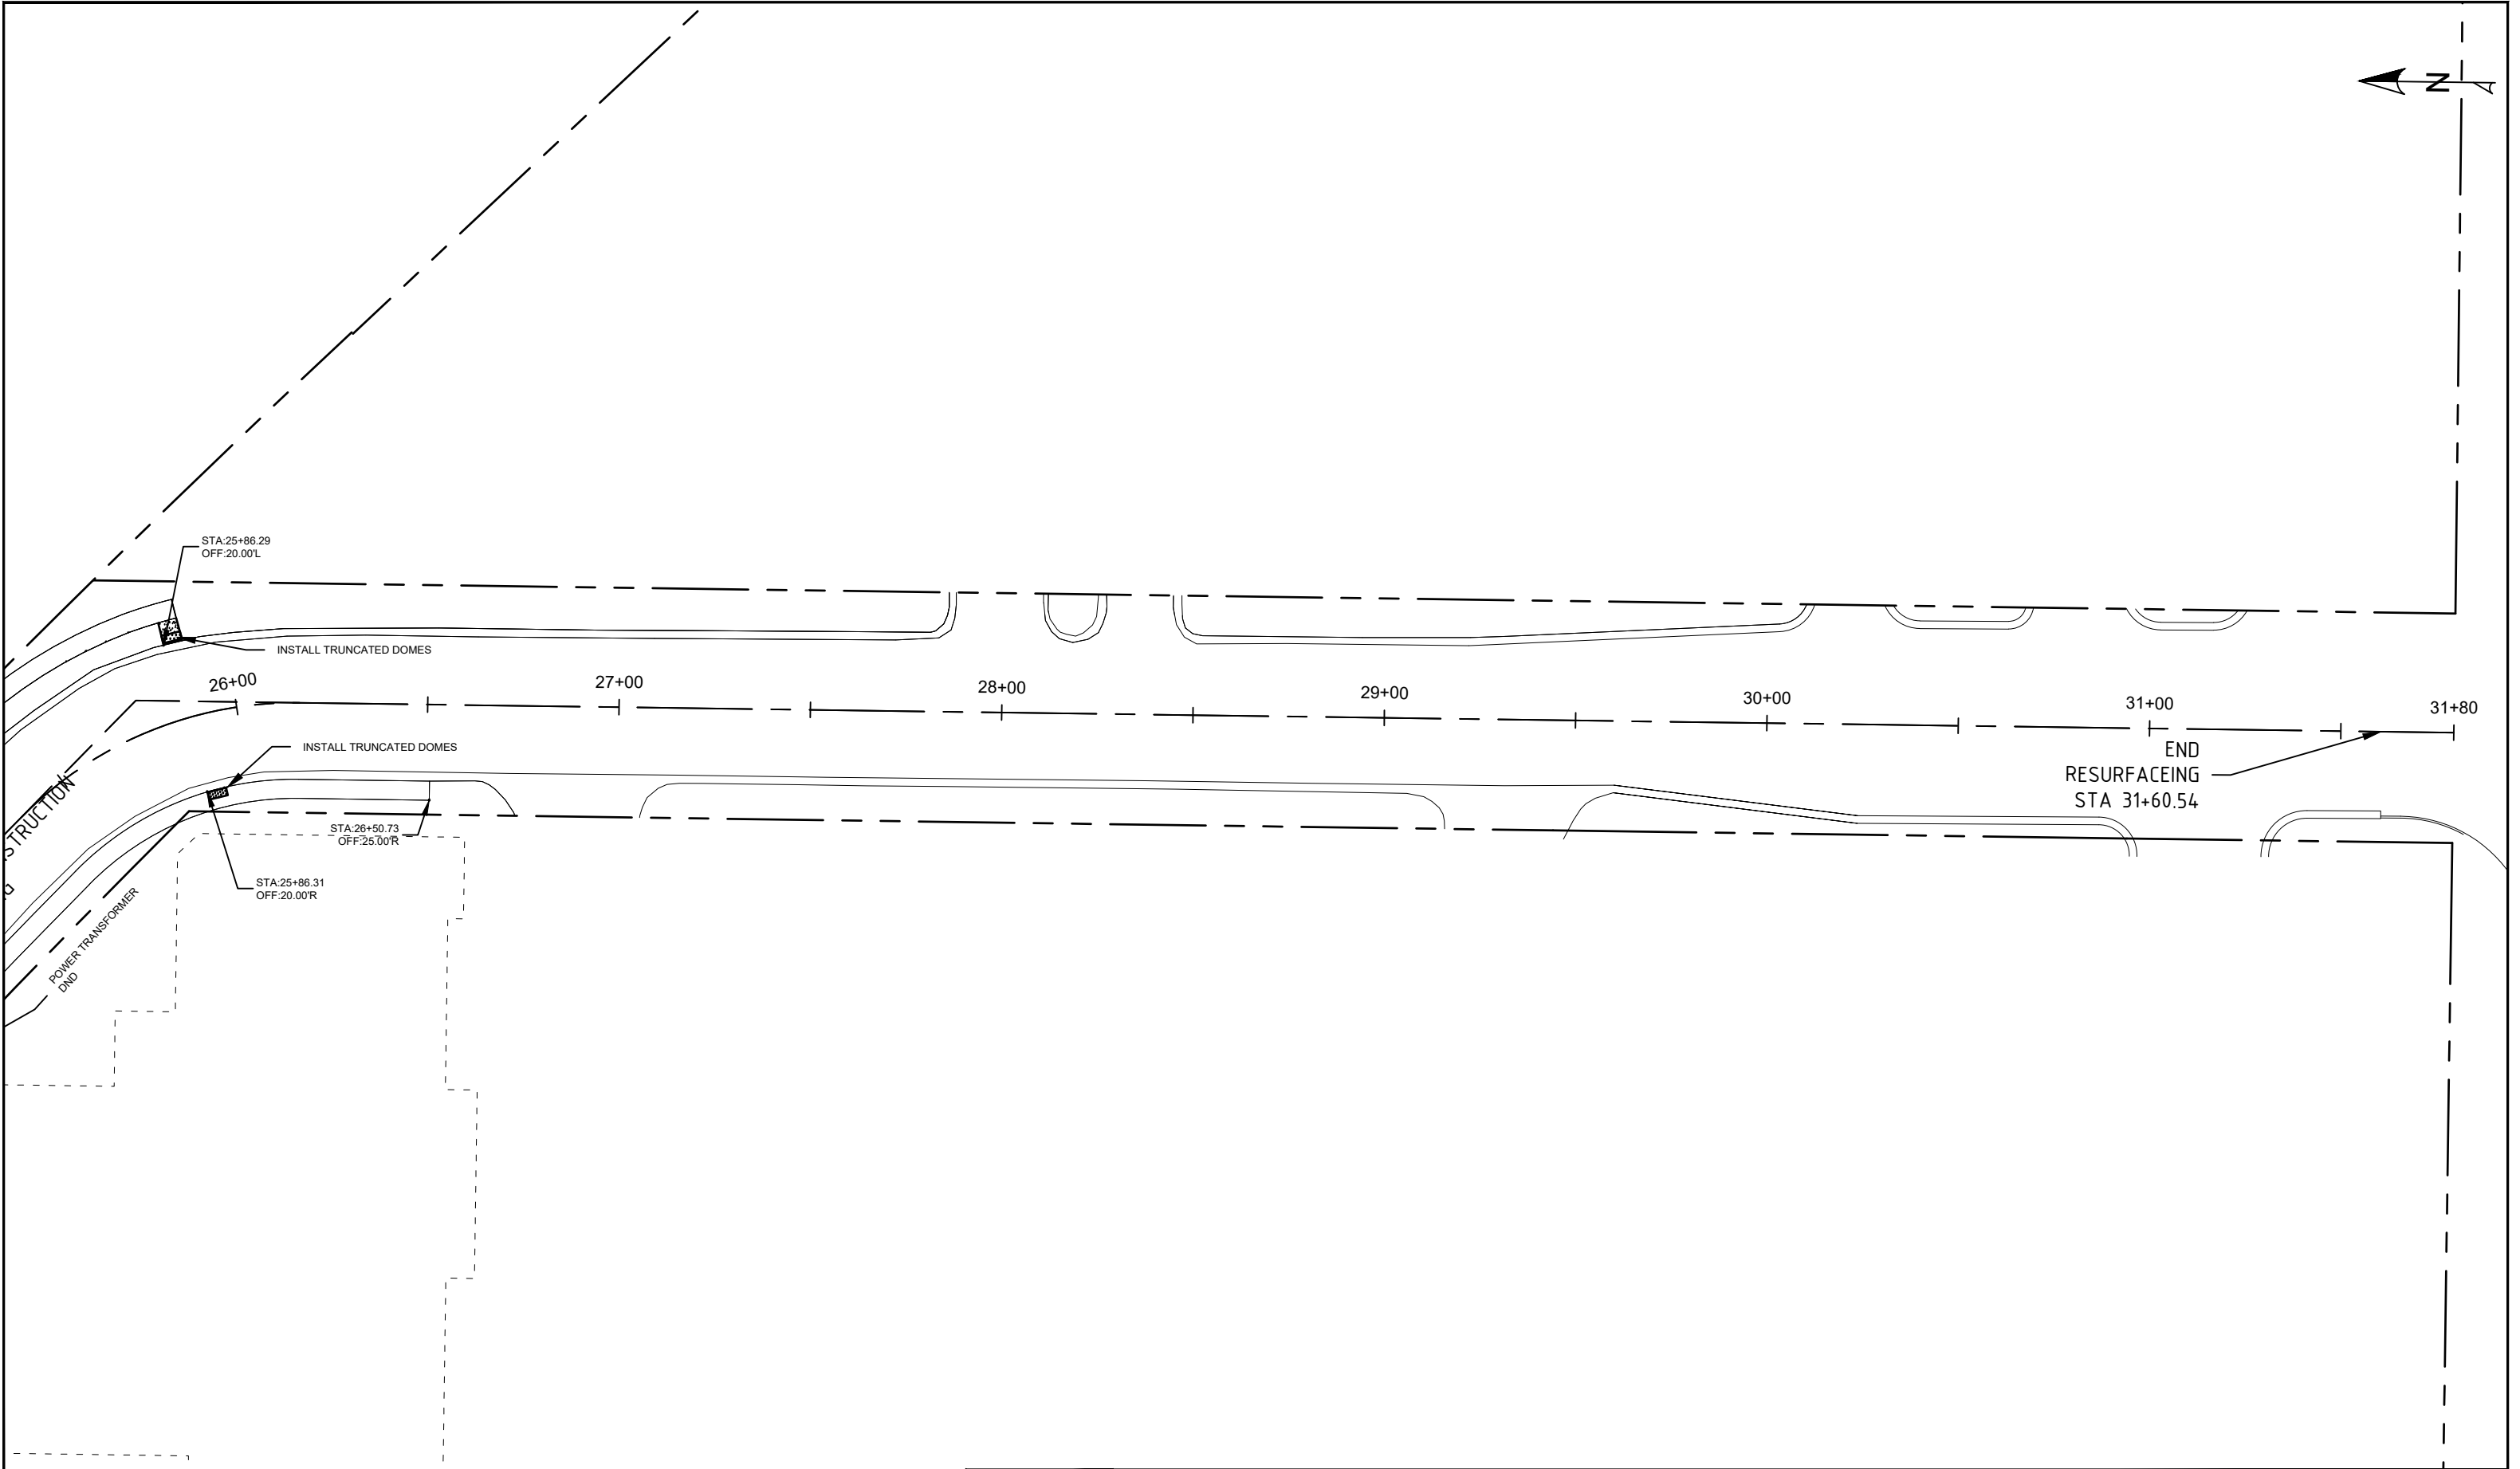 N
STA:25+86.29
OFF:20.00'L
INSTALL TRUNCATED DOMES
26+00
27+00
28+00
29+00
30+00
31+00
31+80
INSTALL TRUNCATED DOMES
END
RESURFACEING
STA 31+60.54
STRUCTION
STA:26+50.73
OFF:25.00'R
STA:25+86.31
OFF:20.00'R
POWER TRANSFORMER
DND